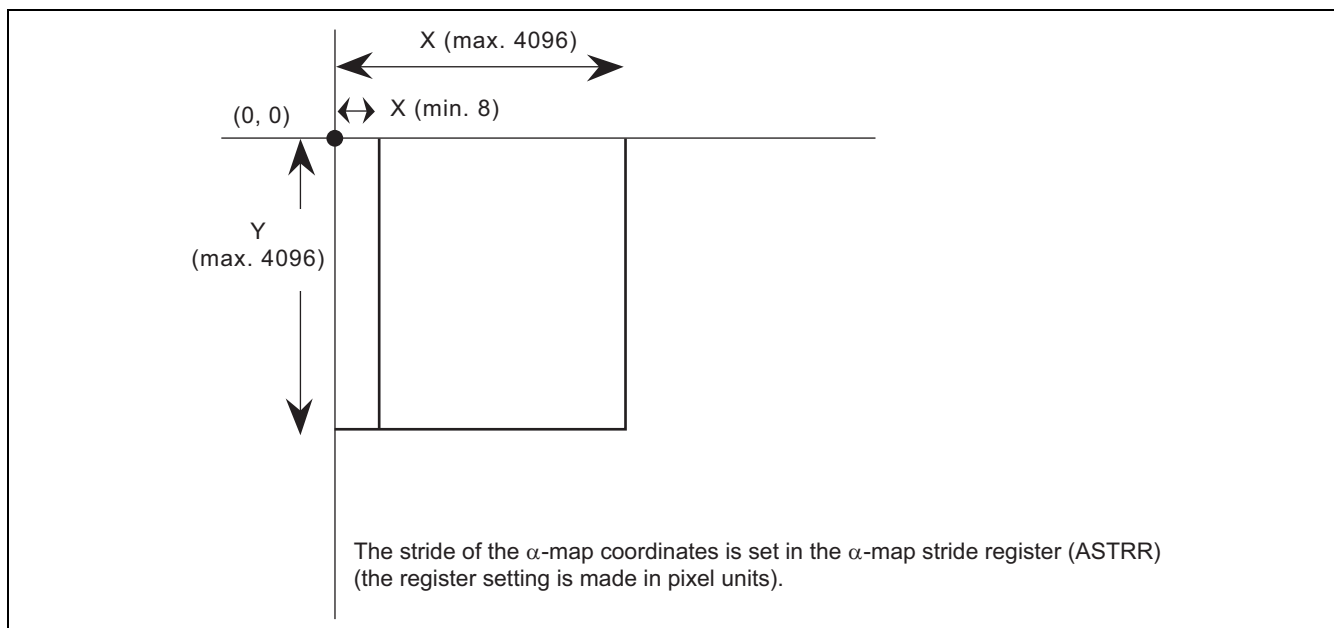 X (max. 4096)
X (min. 8)
(0, 0)
Y
(max. 4096)
The stride of the α-map coordinates is set in the α-map stride register (ASTRR)
(the register setting is made in pixel units).